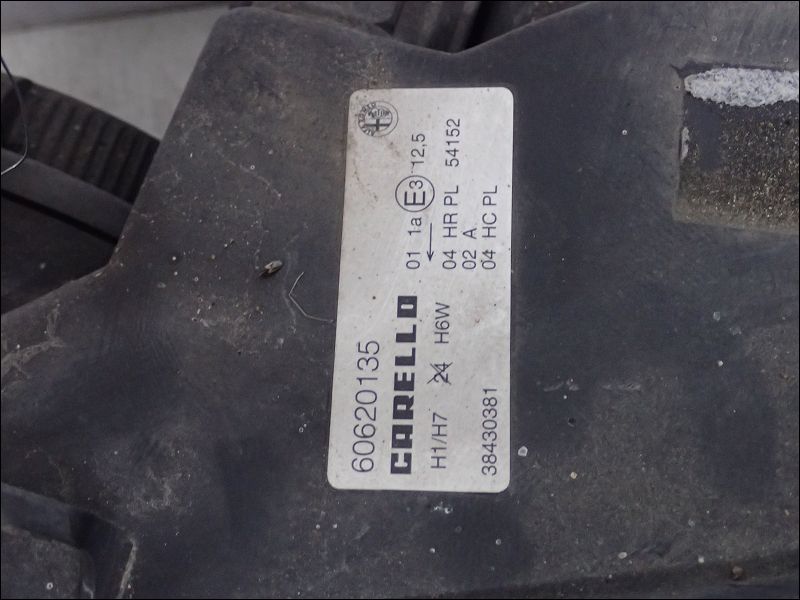 60620135
CARELLO
H1/H7 24 H6W
38430381
01 1a E3 12,5
04 HR PL 54152
02 A
04 HC PL